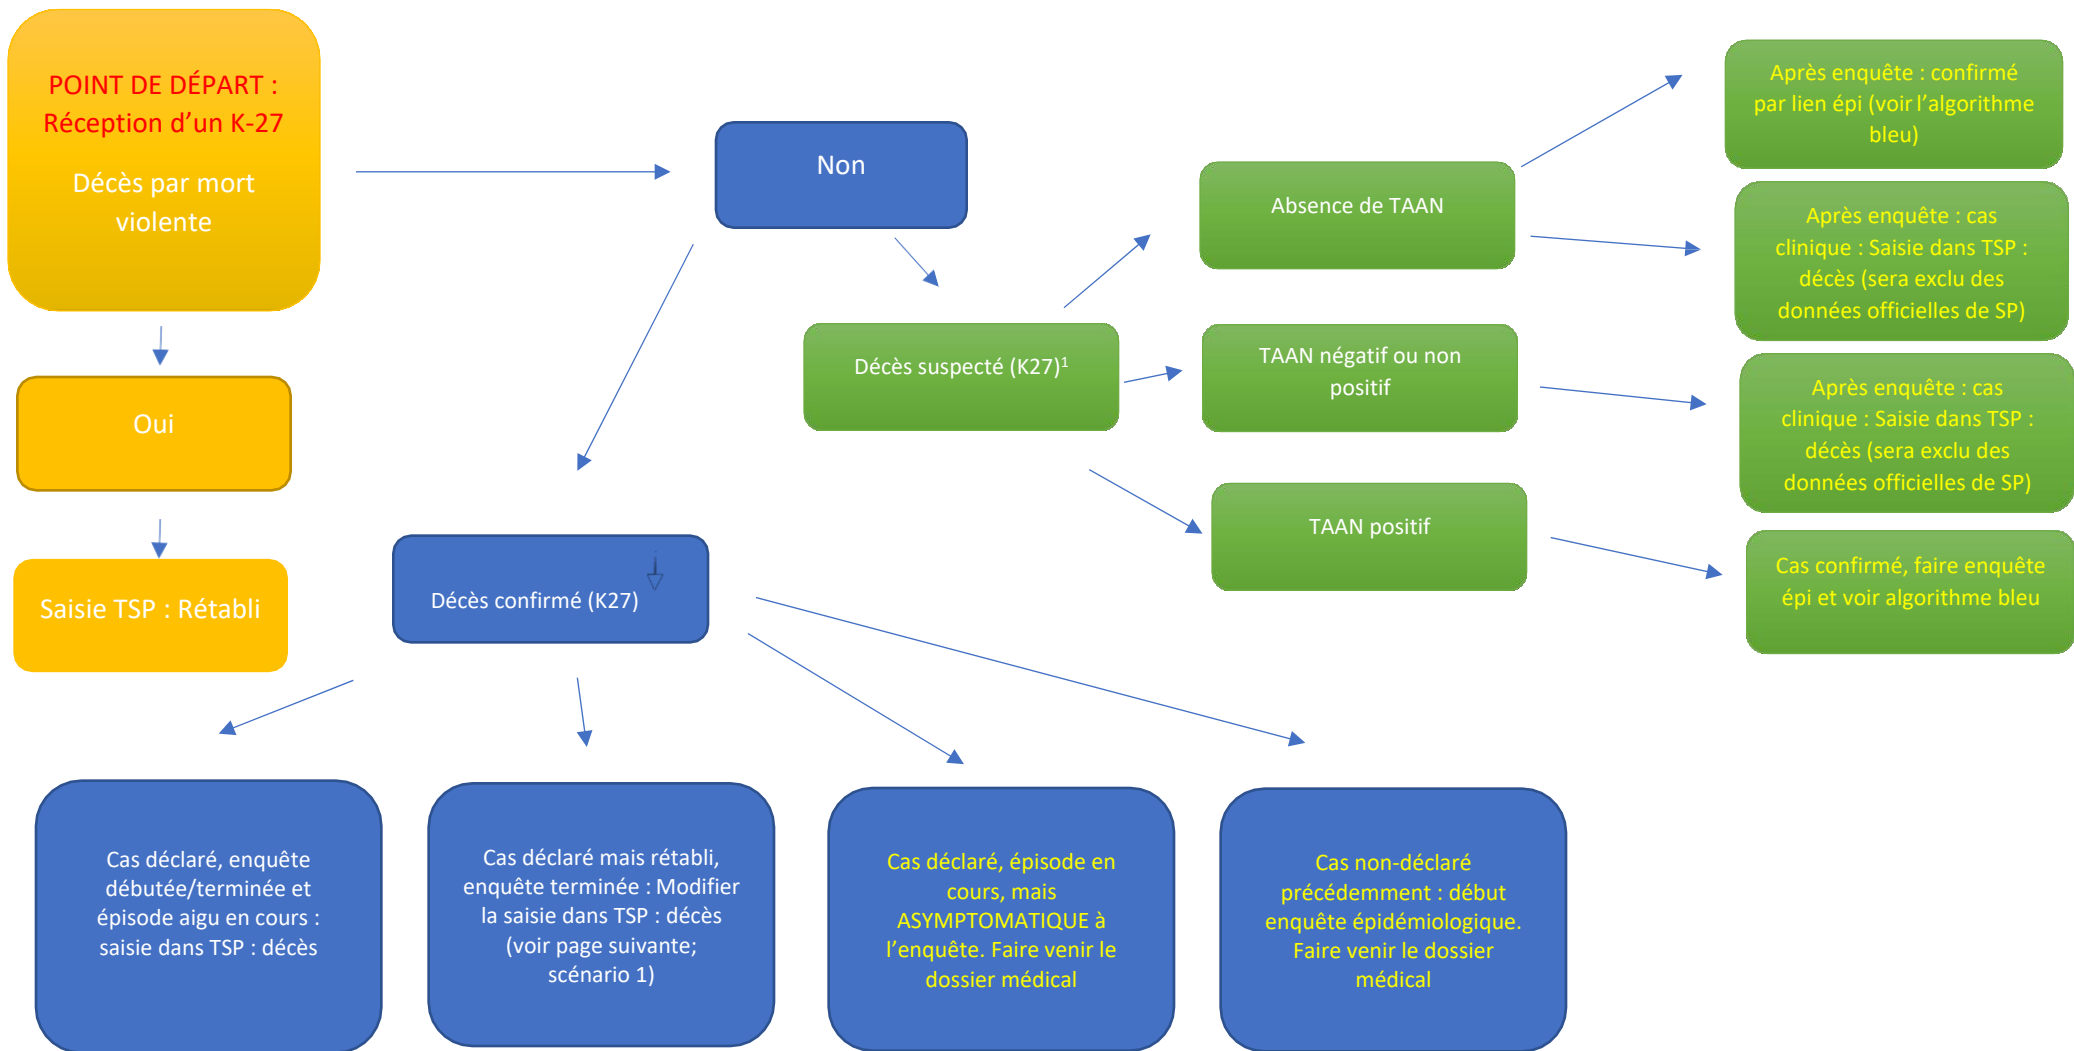 POINT DE DÉPART :
Réception d’un K-27
Décès par mort
violente
Oui
Saisie TSP : Rétabli
Non
Décès suspecté (K27)¹
Absence de TAAN
TAAN négatif ou non
positif
TAAN positif
Après enquête : confirmé
par lien épi (voir l’algorithme
bleu)
Après enquête : cas
clinique : Saisie dans TSP :
décès (sera exclu des
données officielles de SP)
Après enquête : cas
clinique : Saisie dans TSP :
décès (sera exclu des
données officielles de SP)
Cas confirmé, faire enquête
épi et voir algorithme bleu
Décès confirmé (K27)
Cas déclaré, enquête
débutée/terminée et
épisode aigu en cours :
saisie dans TSP : décès
Cas déclaré mais rétabli,
enquête terminée : Modifier
la saisie dans TSP : décès
(voir page suivante;
scénario 1)
Cas déclaré, épisode en
cours, mais
ASYMPTOMATIQUE à
l’enquête. Faire venir le
dossier médical
Cas non-déclaré
précédemment : début
enquête épidémiologique.
Faire venir le dossier
médical